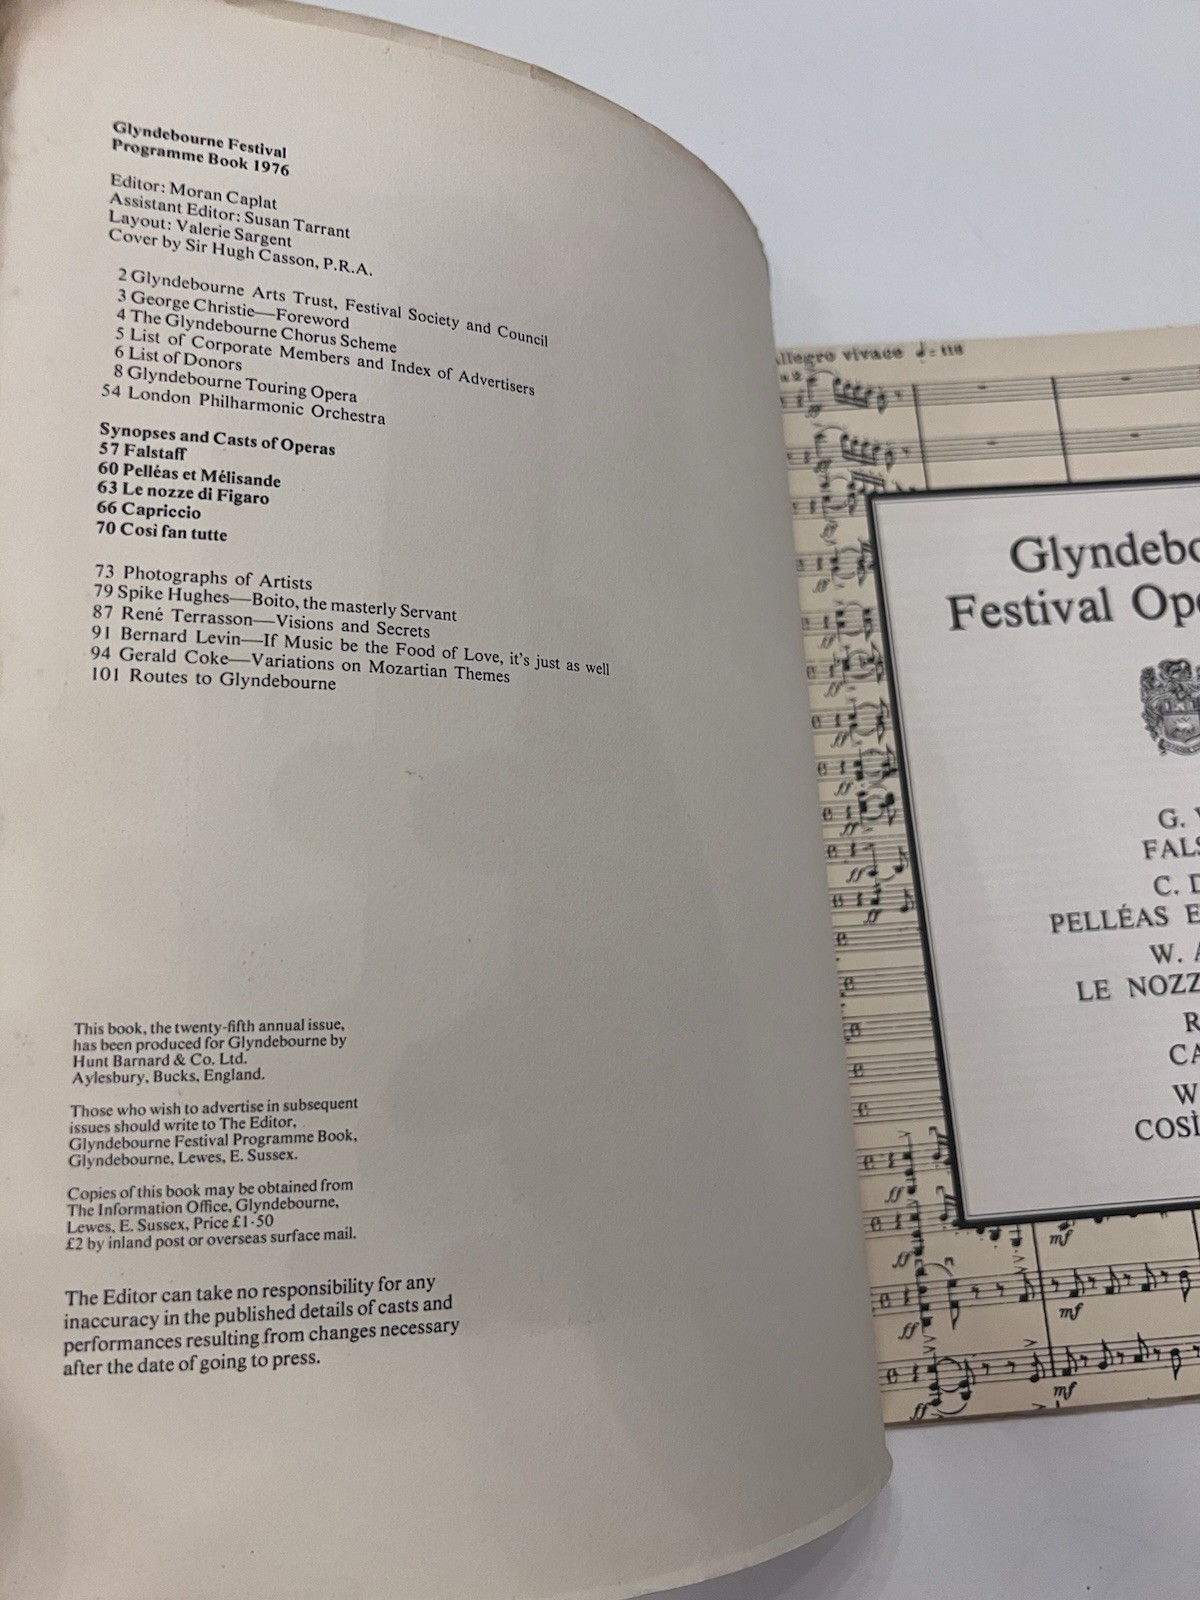 Glyndebourne Festival
Programme Book 1976
Editor: Moran Caplat
Assistant Editor: Susan Tarrant
Layout: Valerie Sargent
Cover by Sir Hugh Casson, P.R.A.
2 Glyndebourne Arts Trust, Festival Society and Council
3 George Christie—Foreword
4 The Glyndebourne Chorus Scheme
5 List of Corporate Members and Index of Advertisers
6 List of Donors
8 Glyndebourne Touring Opera
54 London Philharmonic Orchestra
Synopses and Casts of Operas
57 Falstaff
60 Pelléas et Mélisande
63 Le nozze di Figaro
66 Capriccio
70 Cosi fan tutte
73 Photographs of Artists
79 Spike Hughes—Boito, the masterly Servant
87 René Terrasson—Visions and Secrets
91 Bernard Levin—If Music be the Food of Love, it's just as well
94 Gerald Coke—Variations on Mozartian Themes
101 Routes to Glyndebourne
This book, the twenty-fifth annual issue,
has been produced for Glyndebourne by
Hunt Barnard & Co. Ltd.
Aylesbury, Bucks, England.
Those who wish to advertise in subsequent
issues should write to The Editor,
Glyndebourne Festival Programme Book,
Glyndebourne, Lewes, E. Sussex.
Copies of this book may be obtained from
The Information Office, Glyndebourne,
Lewes, E. Sussex, Price £1·50
£2 by inland post or overseas surface mail.
The Editor can take no responsibility for any
inaccuracy in the published details of casts and
performances resulting from changes necessary
after the date of going to press.
Allegro vivace ♩=118
Glyndebo
Festival Op
G. V
FALS
C. D
PELLÉAS E
W. A
LE NOZZ
R
CA
W
COSÌ
mf
mf
mf